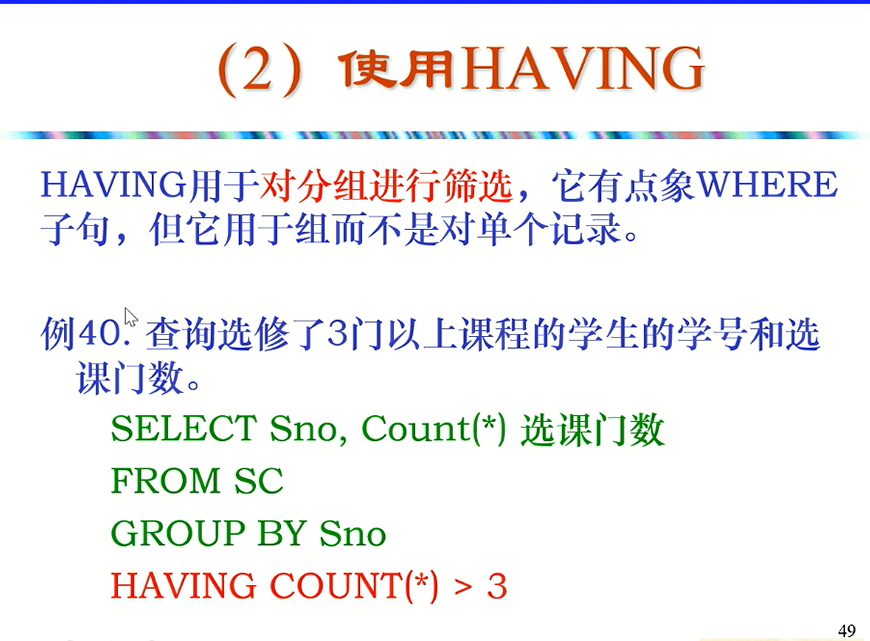 （2）使用HAVING
HAVING用于对分组进行筛选，它有点象WHERE
子句，但它用于组而不是对单个记录。
例40. 查询选修了3门以上课程的学生的学号和选
课门数。
SELECT Sno, Count(*) 选课门数
FROM SC
GROUP BY Sno
HAVING COUNT(*) > 3
49